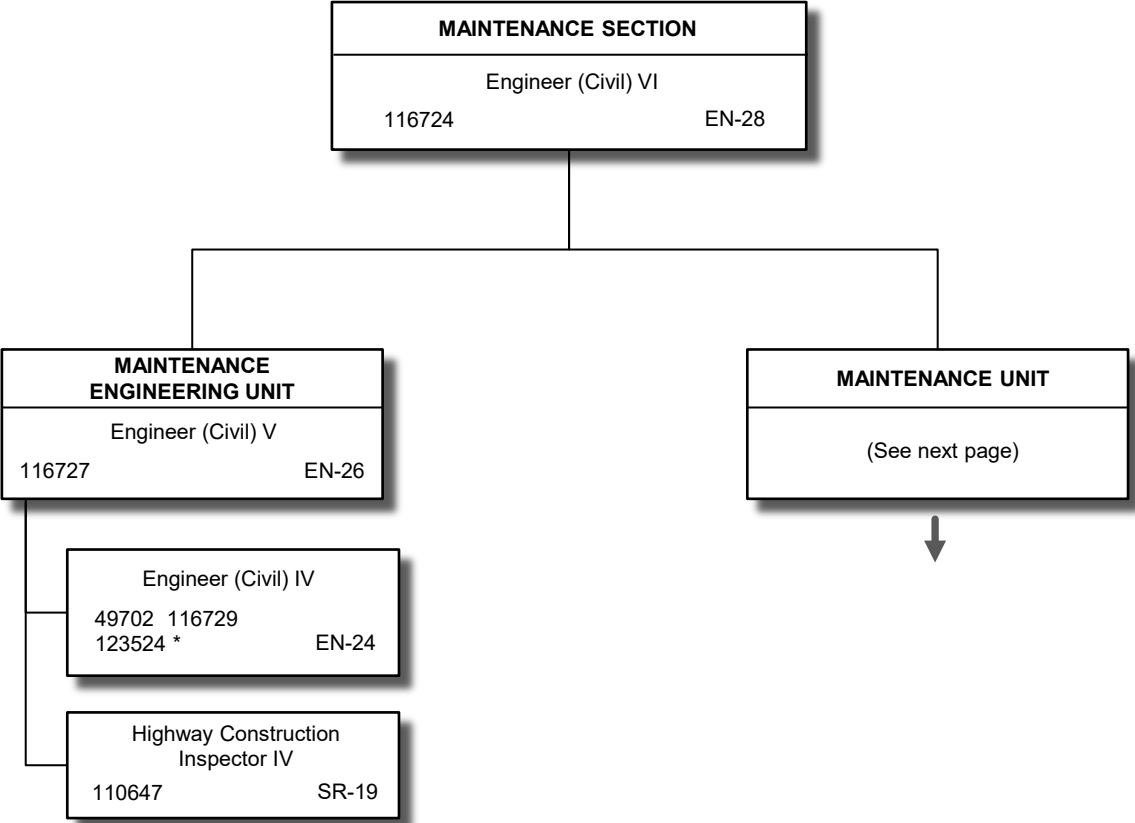 MAINTENANCE SECTION
Engineer (Civil) VI
116724 EN-28
MAINTENANCE
ENGINEERING UNIT
Engineer (Civil) V
116727 EN-26
Engineer (Civil) IV
49702 116729
123524 * EN-24
Highway Construction
Inspector IV
110647 SR-19
MAINTENANCE UNIT
(See next page)